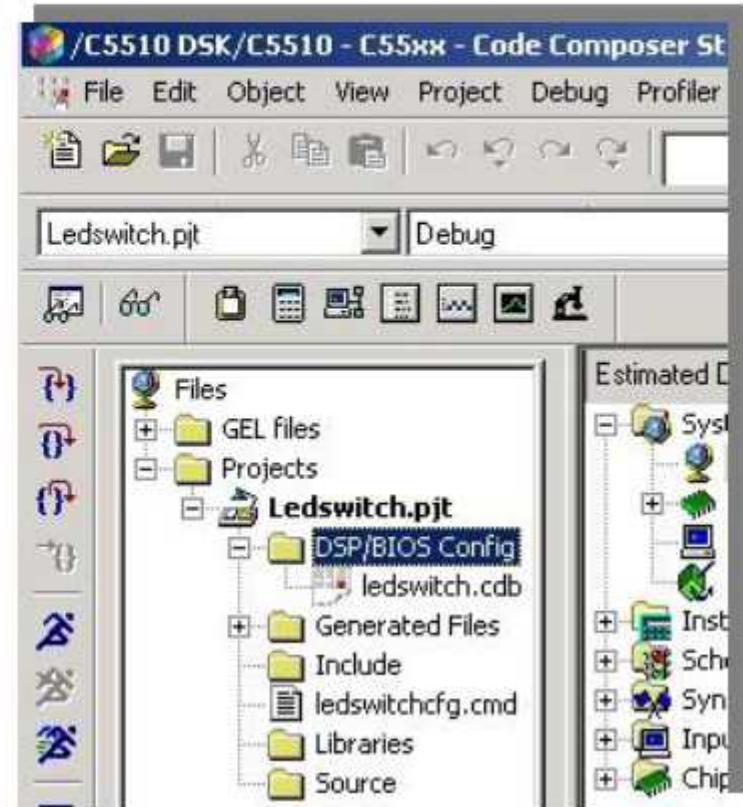 /C5510 DSK/C5510 - C55xx - Code Composer St
File Edit Object View Project Debug Profiler
Ledswitch.pjt Debug
Files
GEL files
Projects
Ledswitch.pjt
DSP/BIOS Config
ledswitch.cdb
Generated Files
Include
ledswitchcfg.cmd
Libraries
Source
Estimated D
Syst
Inst
Sche
Syn
Inpu
Chip